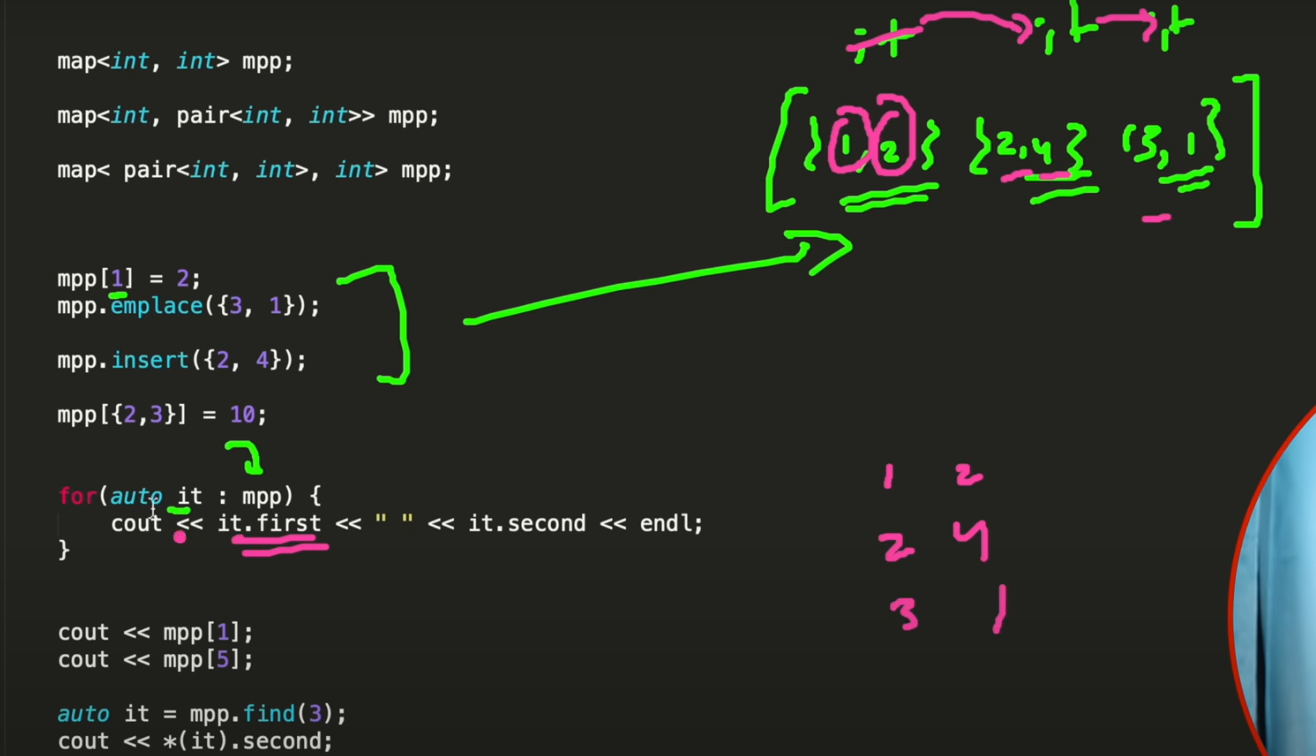 it it it
map<int, int> mpp;
[ {1, 2} {2,4} {3, 1} ]
map<int, pair<int, int>> mpp;
map< pair<int, int>, int> mpp;
mpp[1] = 2;
mpp.emplace({3, 1});
mpp.insert({2, 4});
mpp[{2,3}] = 10;
for(auto it : mpp) {
cout << it.first << " " << it.second << endl;
}
1 2
2 4
3 1
cout << mpp[1];
cout << mpp[5];
auto it = mpp.find(3);
cout << *(it).second;